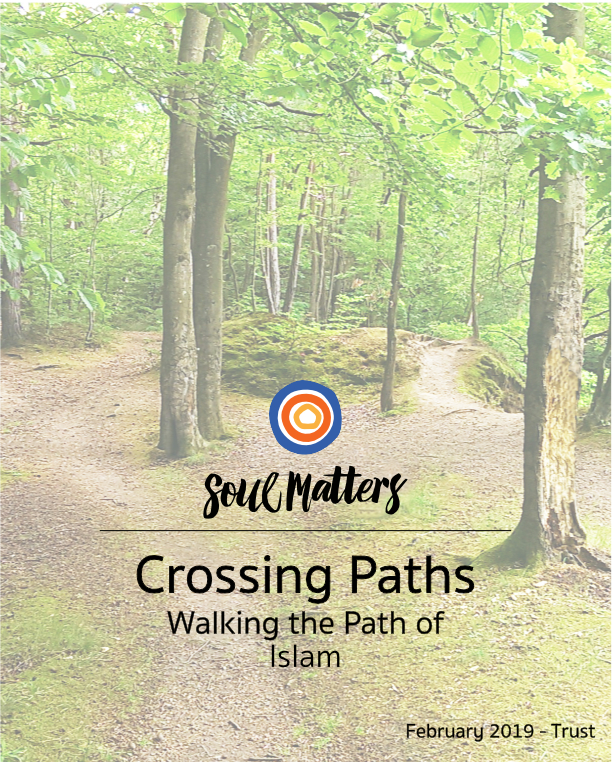 Soul Matters
Crossing Paths
Walking the Path of
Islam
February 2019 - Trust